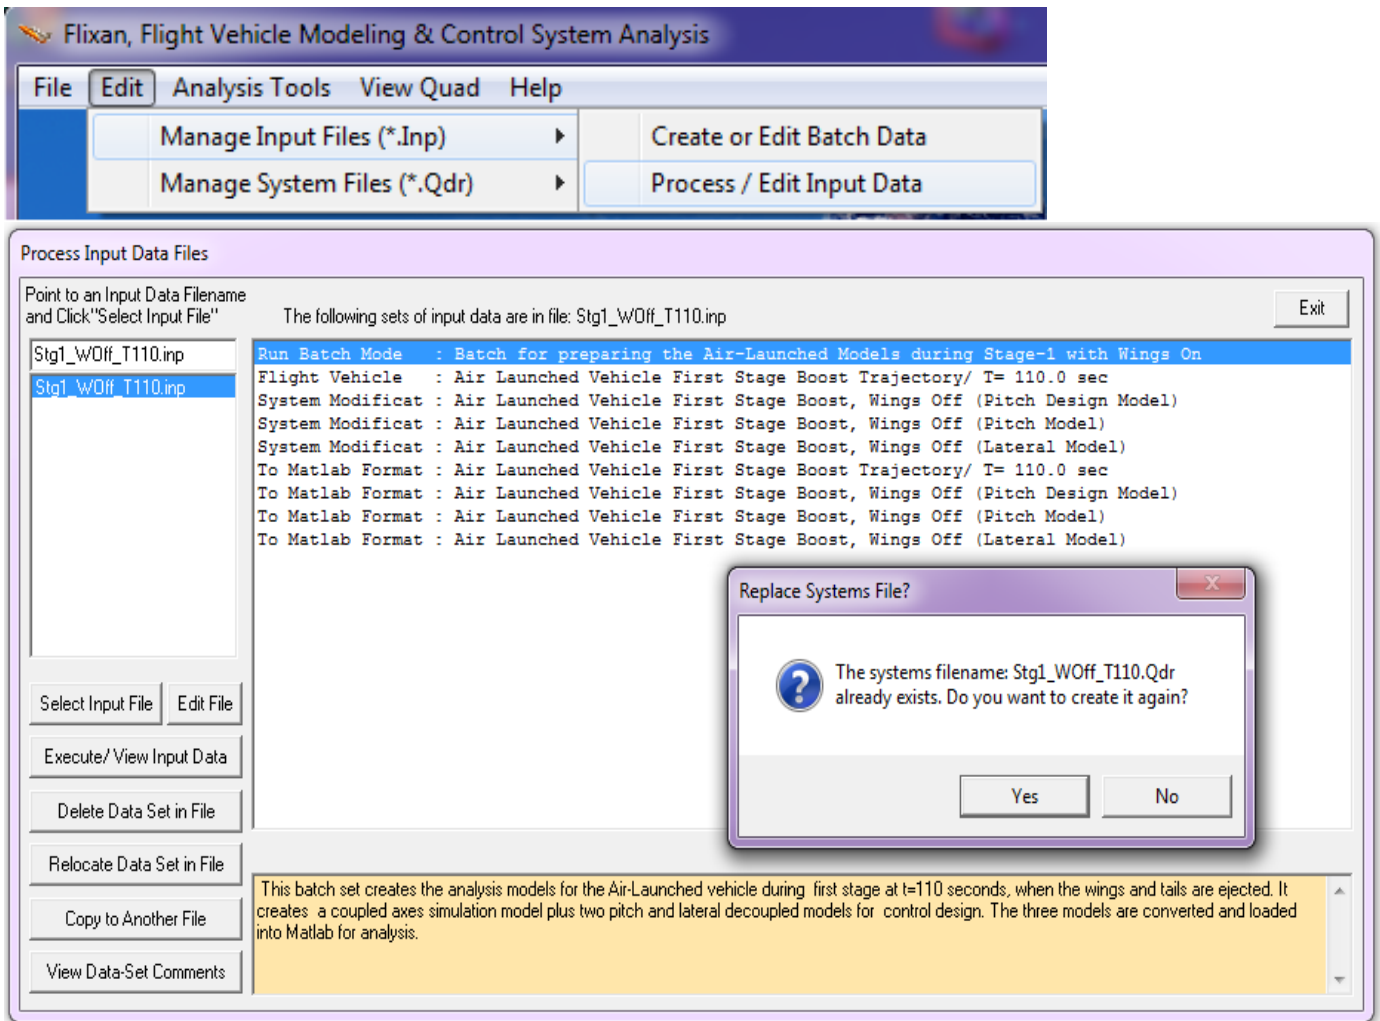 Flixan, Flight Vehicle Modeling & Control System Analysis
File Edit Analysis Tools View Quad Help
Manage Input Files (*.Inp)
Create or Edit Batch Data
Manage System Files (*.Qdr)
Process / Edit Input Data
Process Input Data Files
Point to an Input Data Filename
and Click"Select Input File"
The following sets of input data are in file: Stg1_WOff_T110.inp
Exit
Stg1_WOff_T110.inp
Stg1_WOff_T110.inp
Run Batch Mode : Batch for preparing the Air-Launched Models during Stage-1 with Wings On
Flight Vehicle : Air Launched Vehicle First Stage Boost Trajectory/ T= 110.0 sec
System Modificat : Air Launched Vehicle First Stage Boost, Wings Off (Pitch Design Model)
System Modificat : Air Launched Vehicle First Stage Boost, Wings Off (Pitch Model)
System Modificat : Air Launched Vehicle First Stage Boost, Wings Off (Lateral Model)
To Matlab Format : Air Launched Vehicle First Stage Boost Trajectory/ T= 110.0 sec
To Matlab Format : Air Launched Vehicle First Stage Boost, Wings Off (Pitch Design Model)
To Matlab Format : Air Launched Vehicle First Stage Boost, Wings Off (Pitch Model)
To Matlab Format : Air Launched Vehicle First Stage Boost, Wings Off (Lateral Model)
Replace Systems File?
X
The systems filename: Stg1_WOff_T110.Qdr
already exists. Do you want to create it again?
Yes
No
Select Input File
Edit File
Execute/ View Input Data
Delete Data Set in File
Relocate Data Set in File
Copy to Another File
View Data-Set Comments
This batch set creates the analysis models for the Air-Launched vehicle during first stage at t=110 seconds, when the wings and tails are ejected. It
creates a coupled axes simulation model plus two pitch and lateral decoupled models for control design. The three models are converted and loaded
into Matlab for analysis.